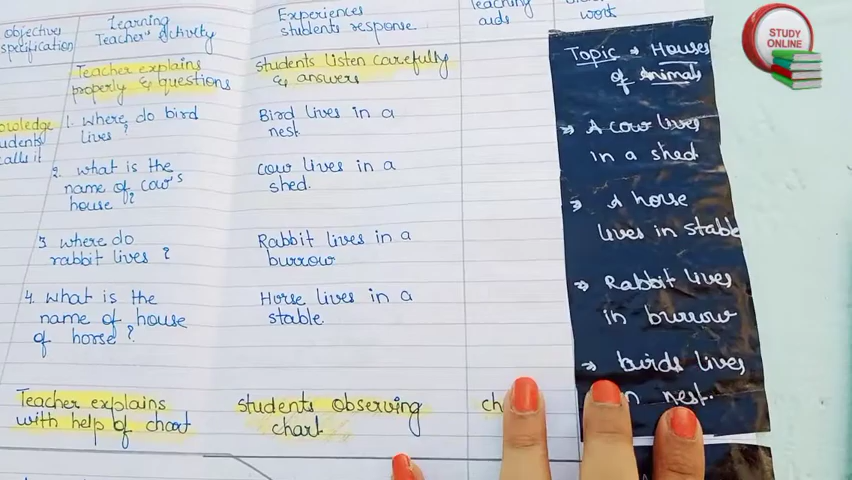 objectives
specification
Learning
Teacher's Activity
Experiences
students response
Teaching
aids
work
Teacher explains
properly & questions
Students listen carefully
& answers
1. where do bird
lives?
Bird lives in a
nest
2. what is the
name of cow's
house?
cow lives in a
shed.
3 where do
rabbit lives?
Rabbit lives in a
burrow
4. what is the
name of house
of horse?
Horse lives in a
stable
Teacher explains
with help of chart
students observing
chart
ch
Topic → Houses
of Animals
A cow lives
in a shed
A horse
lives in stable
Rabbit lives
in burrow
birds lives
in nest.
STUDY
ONLINE